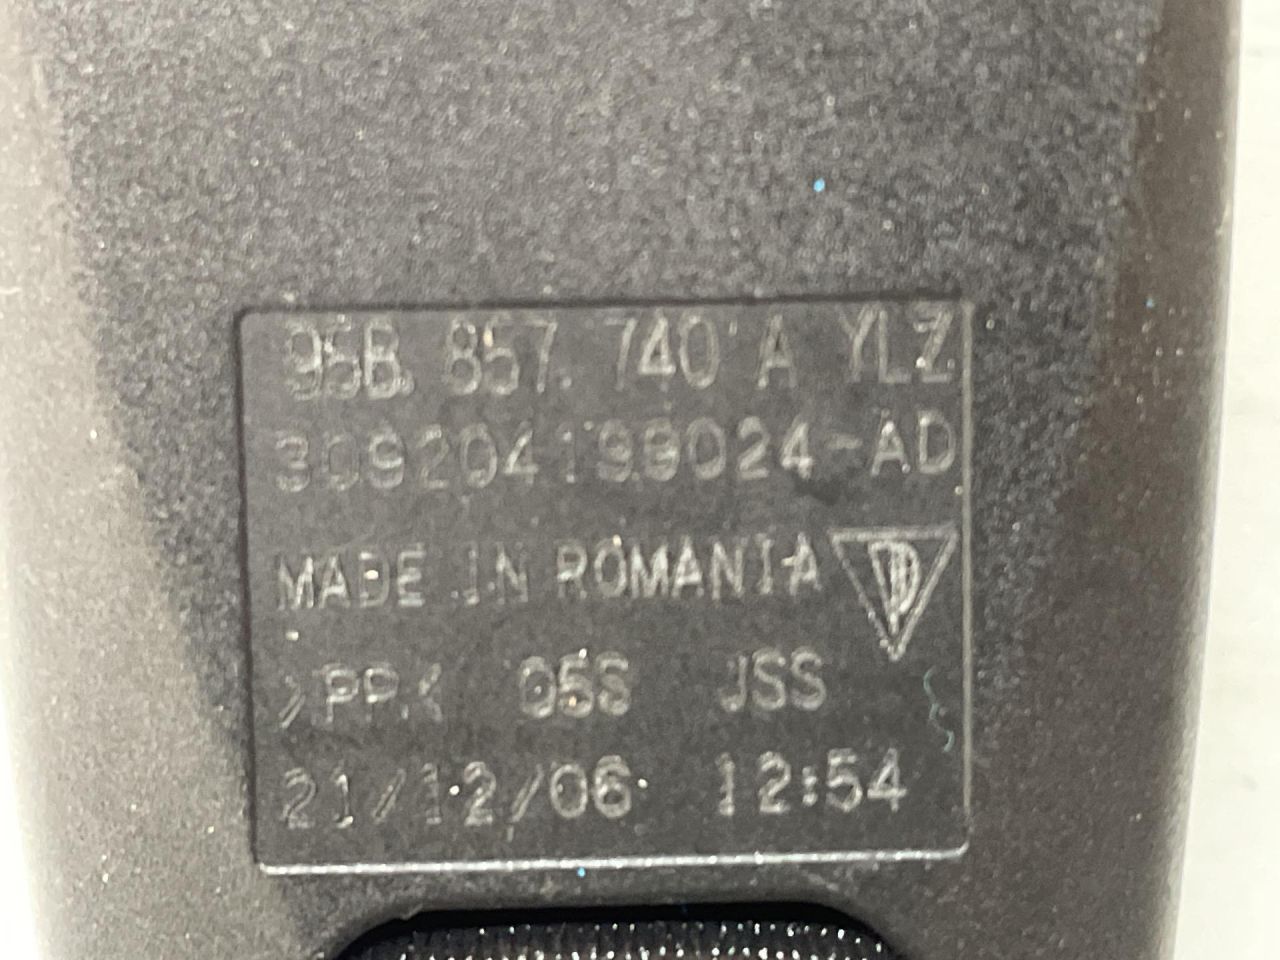 95B. 857. 740 A YLZ
309204199024-AD
MADE IN ROMANIA
>PP< 05S JSS
21/12/06 12:54